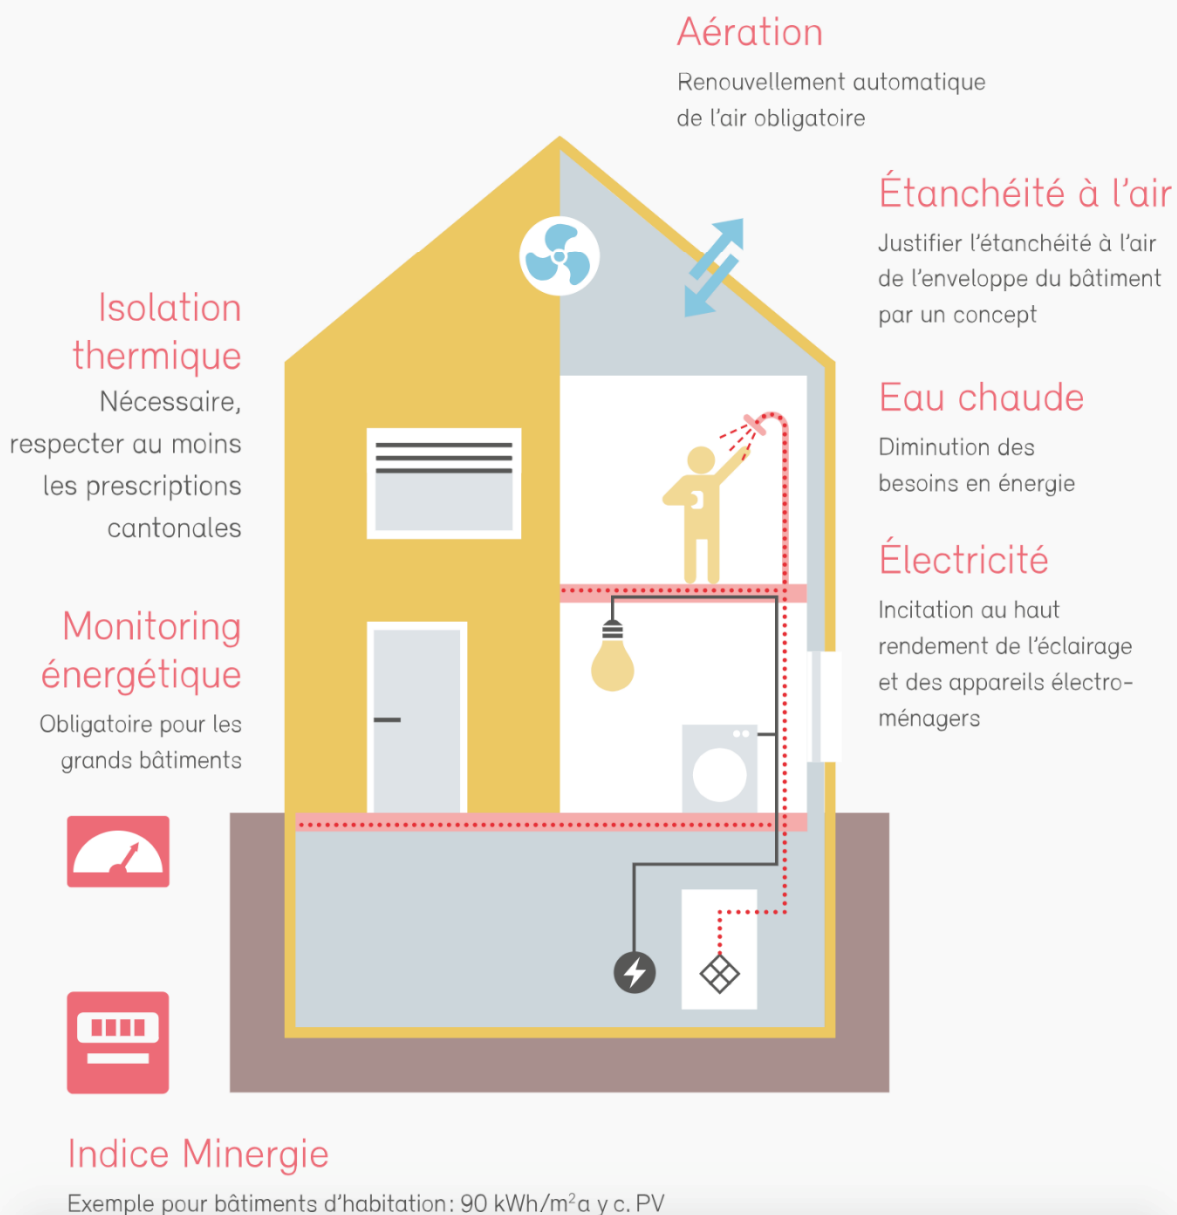 Aération
Renouvellement automatique
de l'air obligatoire
Étanchéité à l'air
Justifier l'étanchéité à l'air
de l'enveloppe du bâtiment
par un concept
Isolation
thermique
Nécessaire,
respecter au moins
les prescriptions
cantonales
Eau chaude
Diminution des
besoins en énergie
Électricité
Incitation au haut
rendement de l'éclairage
et des appareils électro-
ménagers
Monitoring
énergétique
Obligatoire pour les
grands bâtiments
Indice Minergie
Exemple pour bâtiments d'habitation: 90 kWh/m²a y c. PV